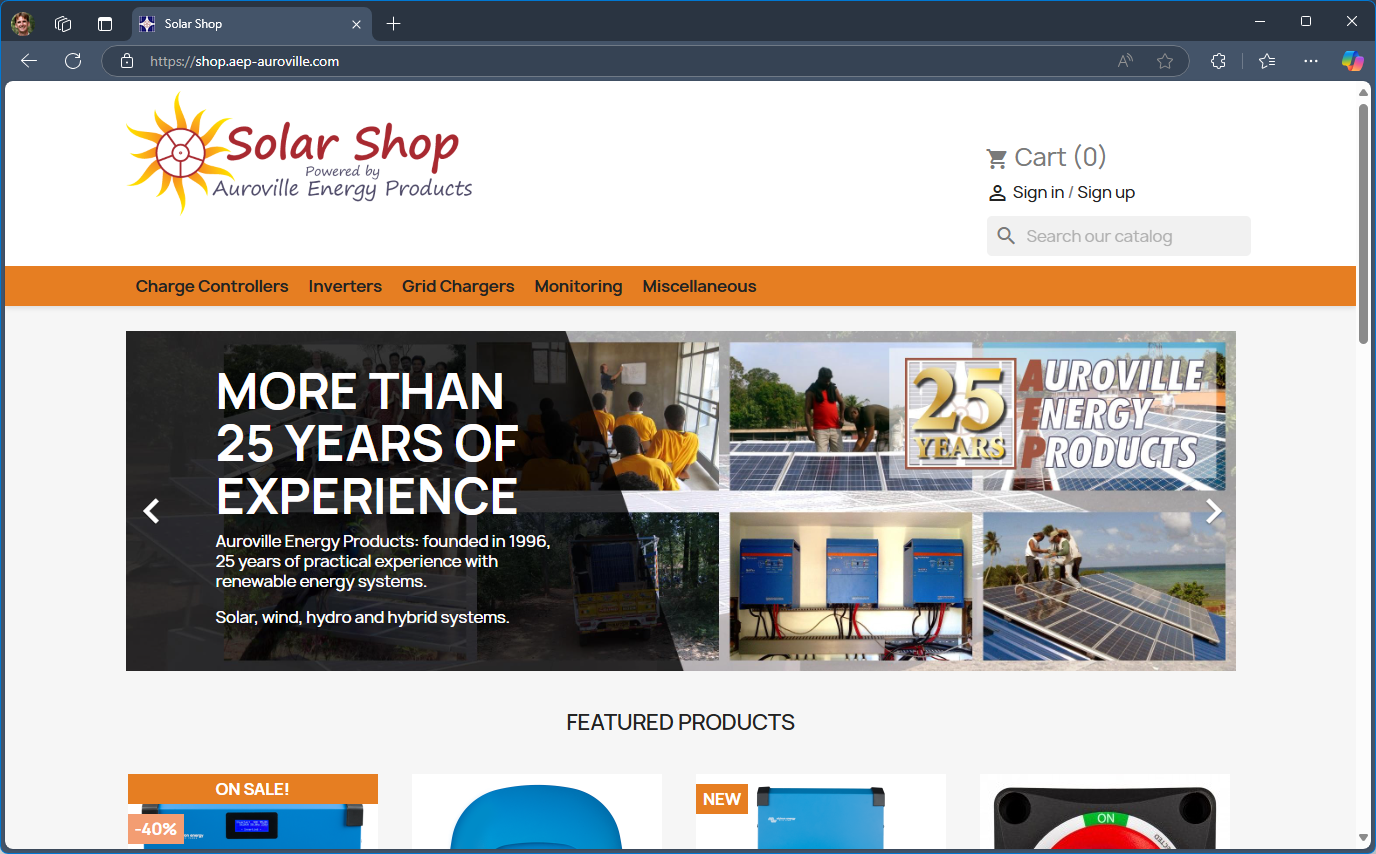 Solar Shop
https://shop.aep-auroville.com
Solar Shop
Powered by
Auroville Energy Products
Cart (0)
Sign in / Sign up
Search our catalog
Charge Controllers Inverters Grid Chargers Monitoring Miscellaneous
MORE THAN
25 YEARS OF
EXPERIENCE
Auroville Energy Products: founded in 1996,
25 years of practical experience with
renewable energy systems.
Solar, wind, hydro and hybrid systems.
25
YEARS
AUROVILLE
ENERGY
PRODUCTS
FEATURED PRODUCTS
ON SALE!
-40%
NEW
ON